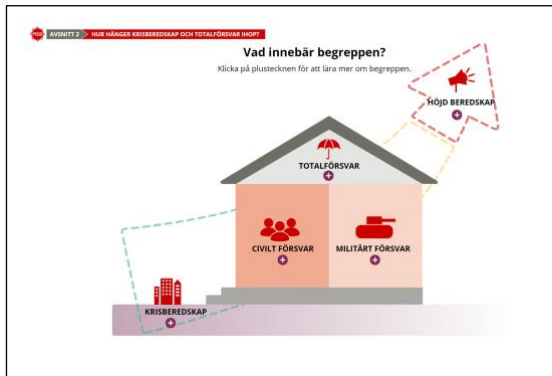 AVSNITT 2 HUR HÄNGER KRISBEREDSKAP OCH TOTALFÖRSVAR IHOP?
Vad innebär begreppen?
Klicka på plustecknen för att lära mer om begreppen.
HÖJD BEREDSKAP
TOTALFÖRSVAR
CIVILT FÖRSVAR
MILITÄRT FÖRSVAR
KRISBEREDSKAP